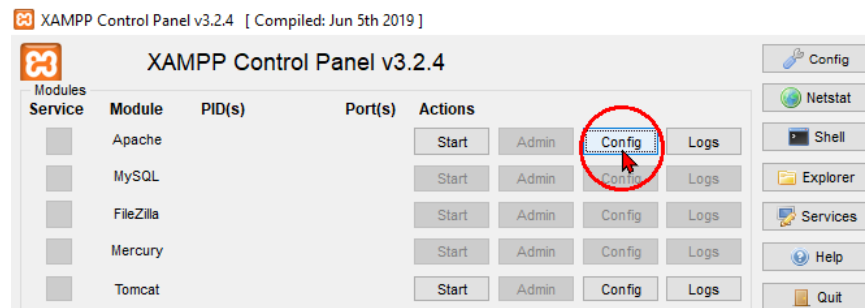 XAMPP Control Panel v3.2.4 [ Compiled: Jun 5th 2019 ]
XAMPP Control Panel v3.2.4
Config
Modules
Service Module PID(s) Port(s) Actions
Netstat
Apache Start Admin Config Logs
Shell
MySQL Start Admin Config Logs
Explorer
FileZilla Start Admin Config Logs
Services
Mercury Start Admin Config Logs
Help
Tomcat Start Admin Config Logs
Quit